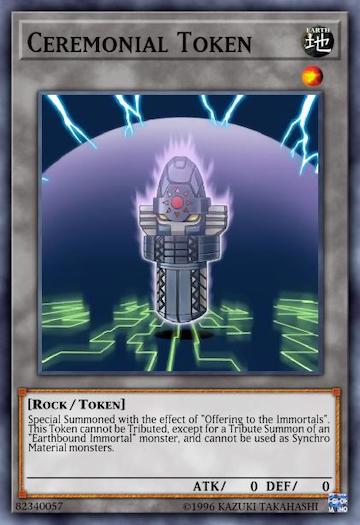 CEREMONIAL TOKEN
EARTH
地
[ROCK / TOKEN]
Special Summoned with the effect of "Offering to the Immortals".
This Token cannot be Tributed, except for a Tribute Summon of an
"Earthbound Immortal" monster, and cannot be used as Synchro
Material monsters.
ATK/ 0 DEF/ 0
82340057 ©1996 KAZUKI TAKAHASHI